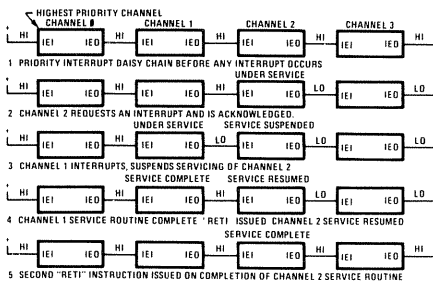 HIGHEST PRIORITY CHANNEL
CHANNEL 0 CHANNEL 1 CHANNEL 2 CHANNEL 3
+ HI IEI IEO HI IEI IEO HI IEI IEO HI IEI IEO HI
1 PRIORITY INTERRUPT DAISY CHAIN BEFORE ANY INTERRUPT OCCURS
UNDER SERVICE
+ HI IEI IEO HI IEI IEO HI IEI IEO LO IEI IEO LO
2 CHANNEL 2 REQUESTS AN INTERRUPT AND IS ACKNOWLEDGED.
UNDER SERVICE SERVICE SUSPENDED
+ HI IEI IEO HI IEI IEO LO IEI IEO LO IEI IEO LO
3 CHANNEL 1 INTERRUPTS, SUSPENDS SERVICING OF CHANNEL 2
SERVICE COMPLETE SERVICE RESUMED
+ HI IEI IEO HI IEI IEO HI IEI IEO LO IEI IEO LO
4 CHANNEL 1 SERVICE ROUTINE COMPLETE 'RETI ISSUED CHANNEL 2 SERVICE RESUMED
SERVICE COMPLETE
+ HI IEI IEO HI IEI IEO HI IEI IEO HI IEI IEO HI
5 SECOND "RETI" INSTRUCTION ISSUED ON COMPLETION OF CHANNEL 2 SERVICE ROUTINE